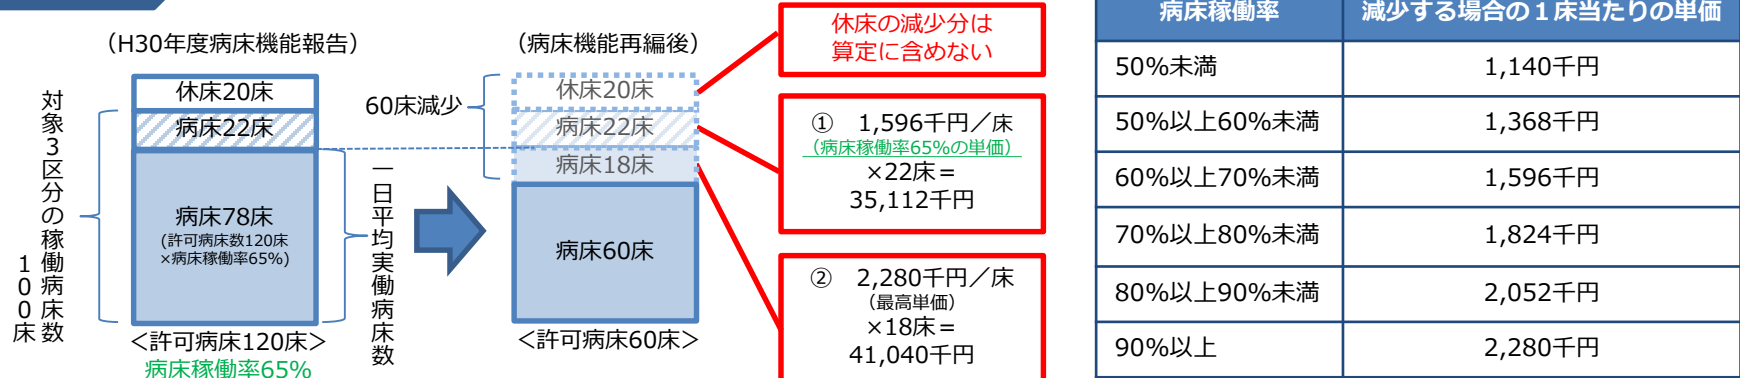 （H30年度病床機能報告）
休床20床
病床22床
病床78床
(許可病床数120床
×病床稼働率65%)
対象３区分の稼働病床数
１００床
一日平均実働病床数
＜許可病床120床＞
病床稼働率65%
（病床機能再編後）
60床減少
休床20床
病床22床
病床18床
病床60床
＜許可病床60床＞
休床の減少分は
算定に含めない
①　1,596千円／床
（病床稼働率65%の単価）
×22床＝
35,112千円
②　2,280千円／床
（最高単価）
×18床＝
41,040千円
病床稼働率　減少する場合の１床当たりの単価
50%未満　1,140千円
50%以上60%未満　1,368千円
60%以上70%未満　1,596千円
70%以上80%未満　1,824千円
80%以上90%未満　2,052千円
90%以上　2,280千円